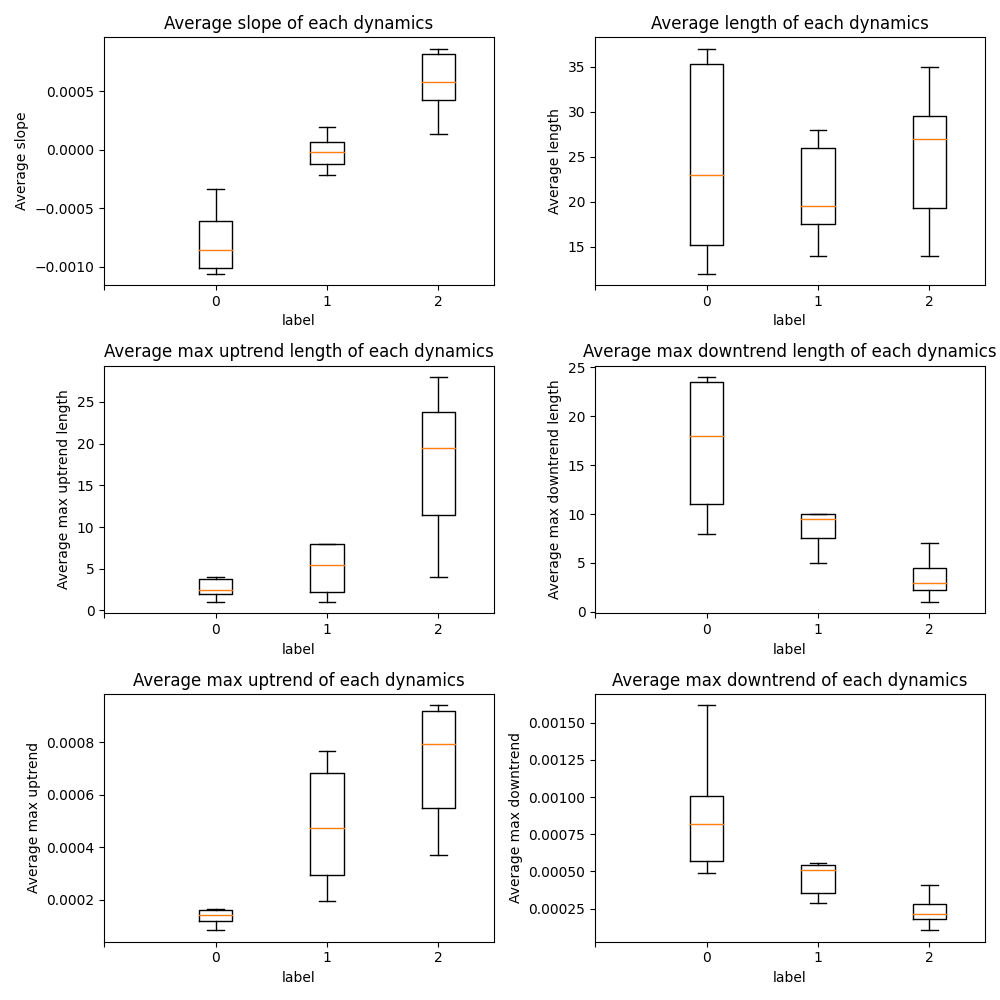 Average slope of each dynamics
Average slope
0.0005
0.0000
−0.0005
−0.0010
0 1 2
label
Average length of each dynamics
Average length
35
30
25
20
15
0 1 2
label
Average max uptrend length of each dynamics
Average max uptrend length
25
20
15
10
5
0
0 1 2
label
Average max downtrend length of each dynamics
Average max downtrend length
25
20
15
10
5
0
0 1 2
label
Average max uptrend of each dynamics
Average max uptrend
0.0008
0.0006
0.0004
0.0002
0 1 2
label
Average max downtrend of each dynamics
Average max downtrend
0.00150
0.00125
0.00100
0.00075
0.00050
0.00025
0 1 2
label